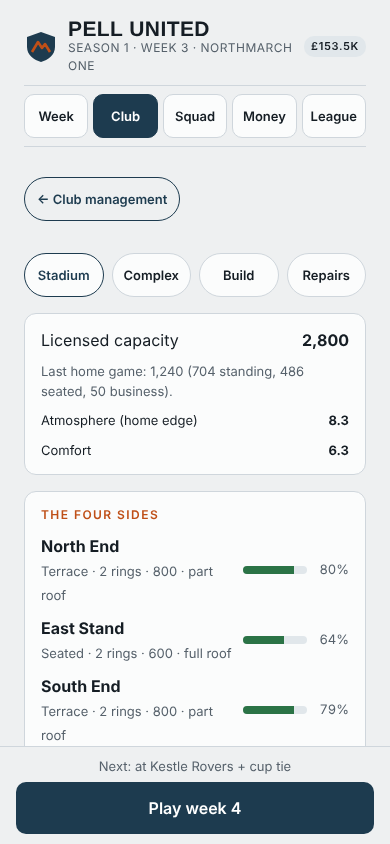 PELL UNITED
SEASON 1 · WEEK 3 · NORTHMARCH
ONE
£153.5K
Week
Club
Squad
Money
League
← Club management
Stadium
Complex
Build
Repairs
Licensed capacity
2,800
Last home game: 1,240 (704 standing, 486
seated, 50 business).
Atmosphere (home edge)
8.3
Comfort
6.3
THE FOUR SIDES
North End
Terrace · 2 rings · 800 · part
roof
80%
East Stand
Seated · 2 rings · 600 · full roof
64%
South End
Terrace · 2 rings · 800 · part
roof
79%
Next: at Kestle Rovers + cup tie
Play week 4